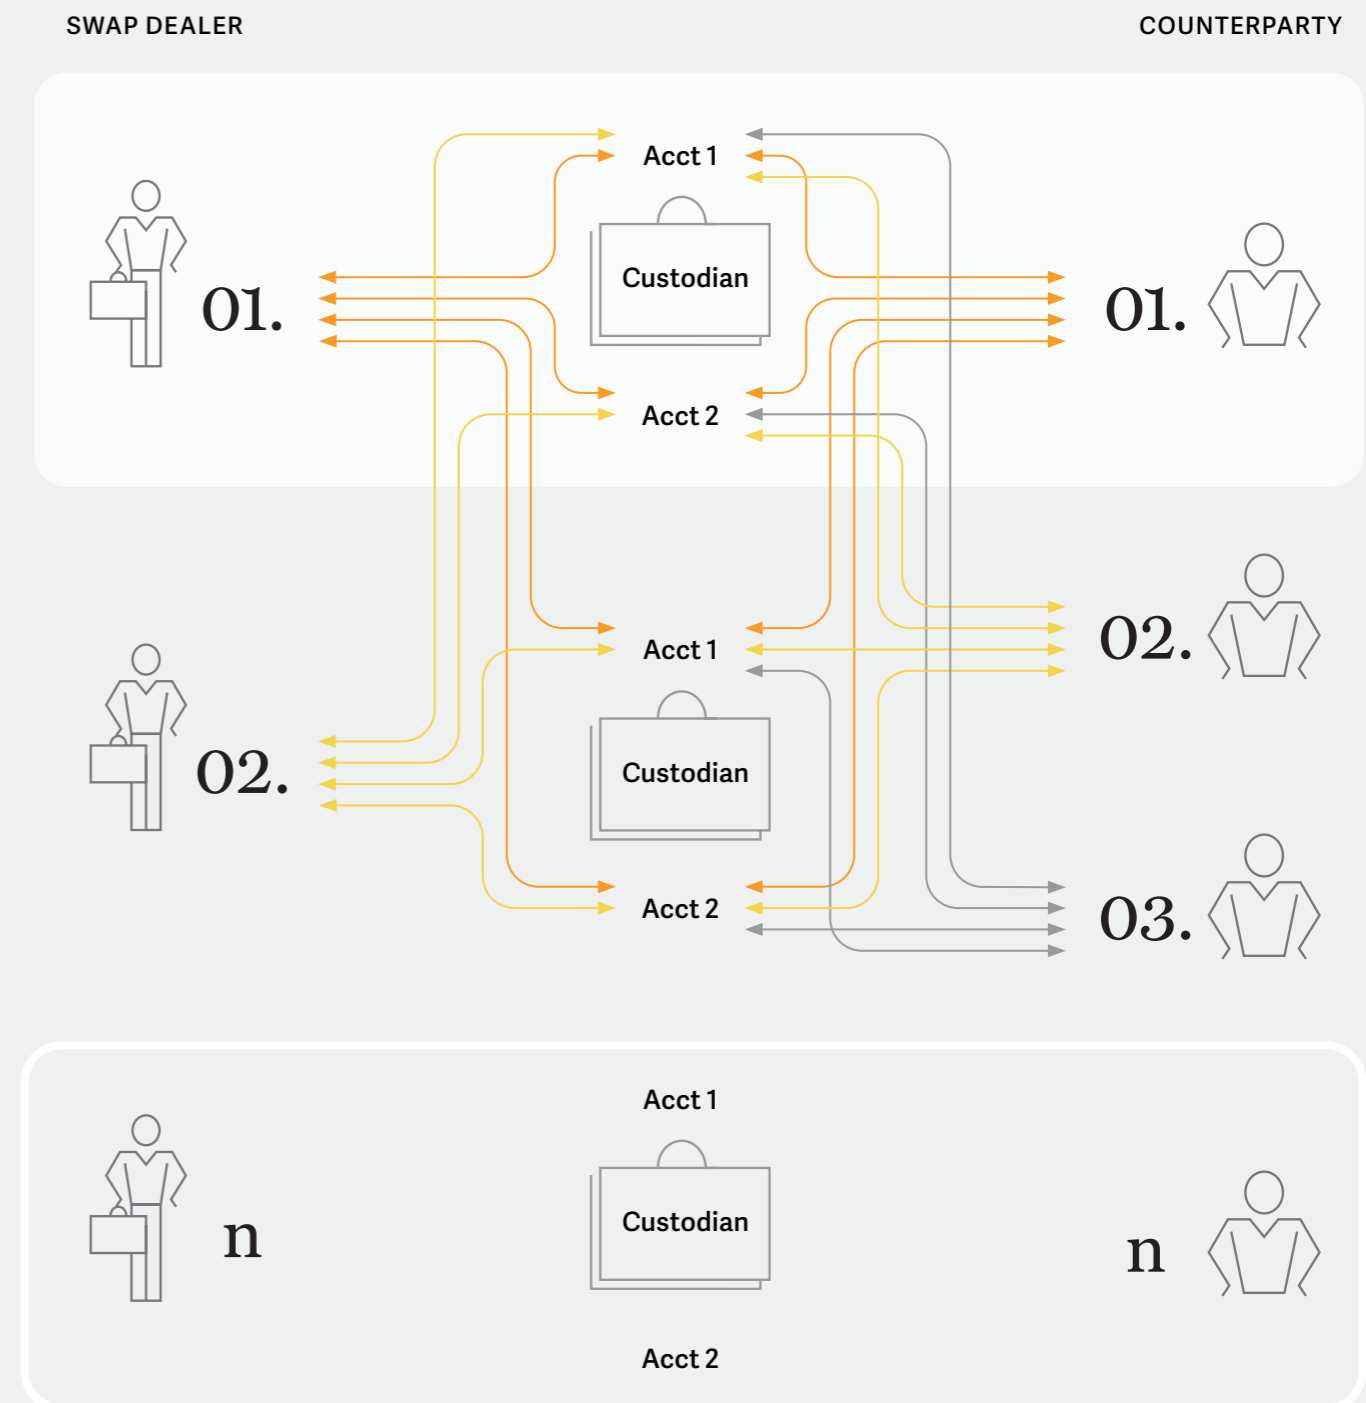 SWAP DEALER
COUNTERPARTY
Acct 1
Custodian
01.
01.
Acct 2
02.
Acct 1
Custodian
02.
Acct 2
03.
Acct 1
Custodian
n
n
Acct 2